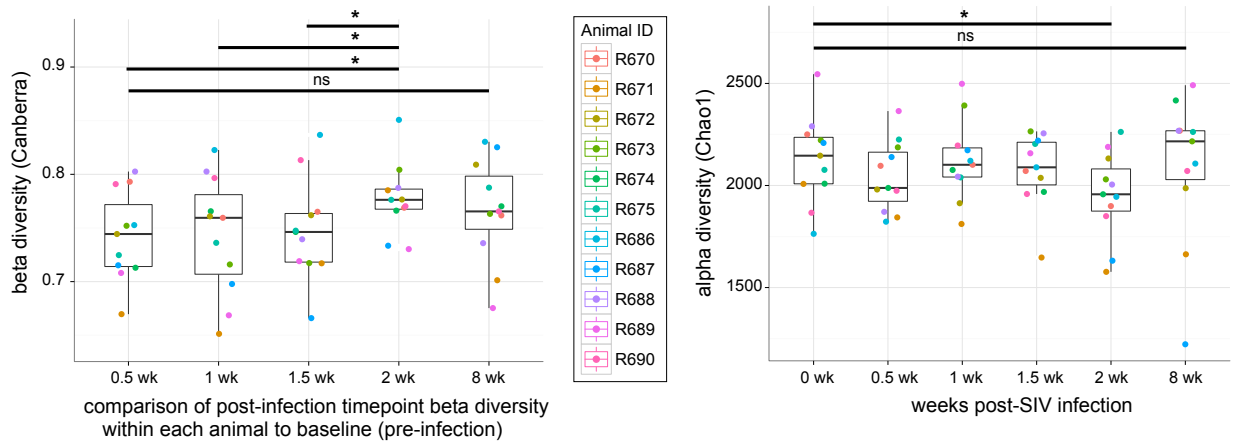 *
*
*
ns
0.9
0.8
0.7
beta diversity (Canberra)
0.5 wk
1 wk
1.5 wk
2 wk
8 wk
comparison of post-infection timepoint beta diversity
within each animal to baseline (pre-infection)
Animal ID
R670
R671
R672
R673
R674
R675
R686
R687
R688
R689
R690
*
ns
2500
2000
1500
alpha diversity (Chao1)
0 wk
0.5 wk
1 wk
1.5 wk
2 wk
8 wk
weeks post-SIV infection